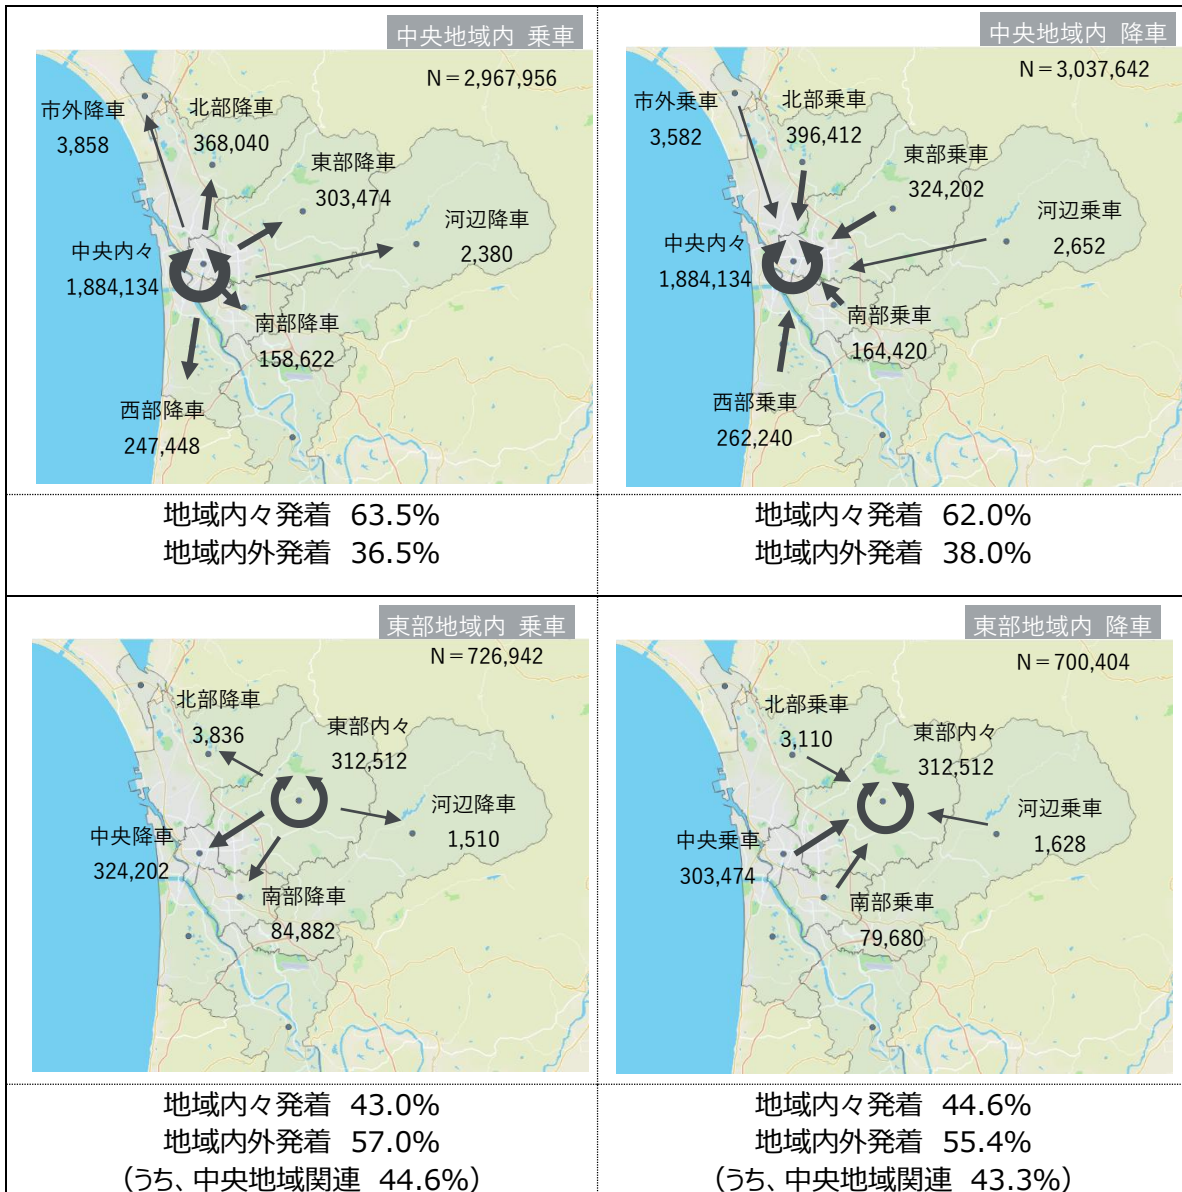 中央地域内 乗車
N＝2,967,956
市外降車
3,858
北部降車
368,040
東部降車
303,474
河辺降車
2,380
中央内々
1,884,134
南部降車
158,622
西部降車
247,448
地域内々発着 63.5%
地域内外発着 36.5%
中央地域内 降車
N＝3,037,642
市外乗車
3,582
北部乗車
396,412
東部乗車
324,202
河辺乗車
2,652
中央内々
1,884,134
南部乗車
164,420
西部乗車
262,240
地域内々発着 62.0%
地域内外発着 38.0%
東部地域内 乗車
N＝726,942
北部降車
3,836
東部内々
312,512
河辺降車
1,510
中央降車
324,202
南部降車
84,882
地域内々発着 43.0%
地域内外発着 57.0%
（うち、中央地域関連 44.6%）
東部地域内 降車
N＝700,404
北部乗車
3,110
東部内々
312,512
河辺乗車
1,628
中央乗車
303,474
南部乗車
79,680
地域内々発着 44.6%
地域内外発着 55.4%
（うち、中央地域関連 43.3%）